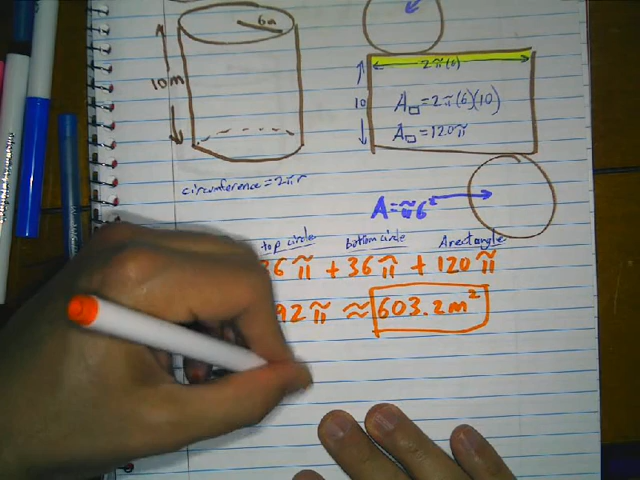 6m
10m
2π(6)
10
A□=2π(6)(10)
A□=120π
circumference = 2πr
A=π6²
top circle bottom circle A rectangle
36π + 36π + 120π
92π ≈ 603.2m²